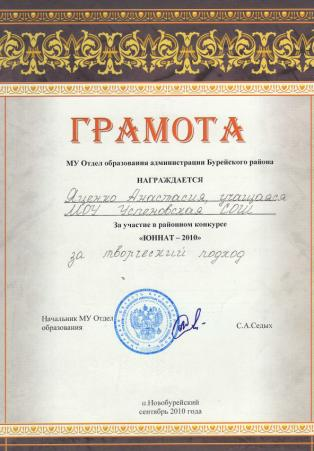 ГРАМОТА
МУ Отдел образования администрации Бурейского района
НАГРАЖДАЕТСЯ
Яценко Анастасия, учащаяся
МОУ Успеновская СОШ
За участие в районном конкурсе
«ЮННАТ – 2010»
за творческий подход
Начальник МУ Отдел
образования
С.А.Седых
п.Новобурейский
сентябрь 2010 года